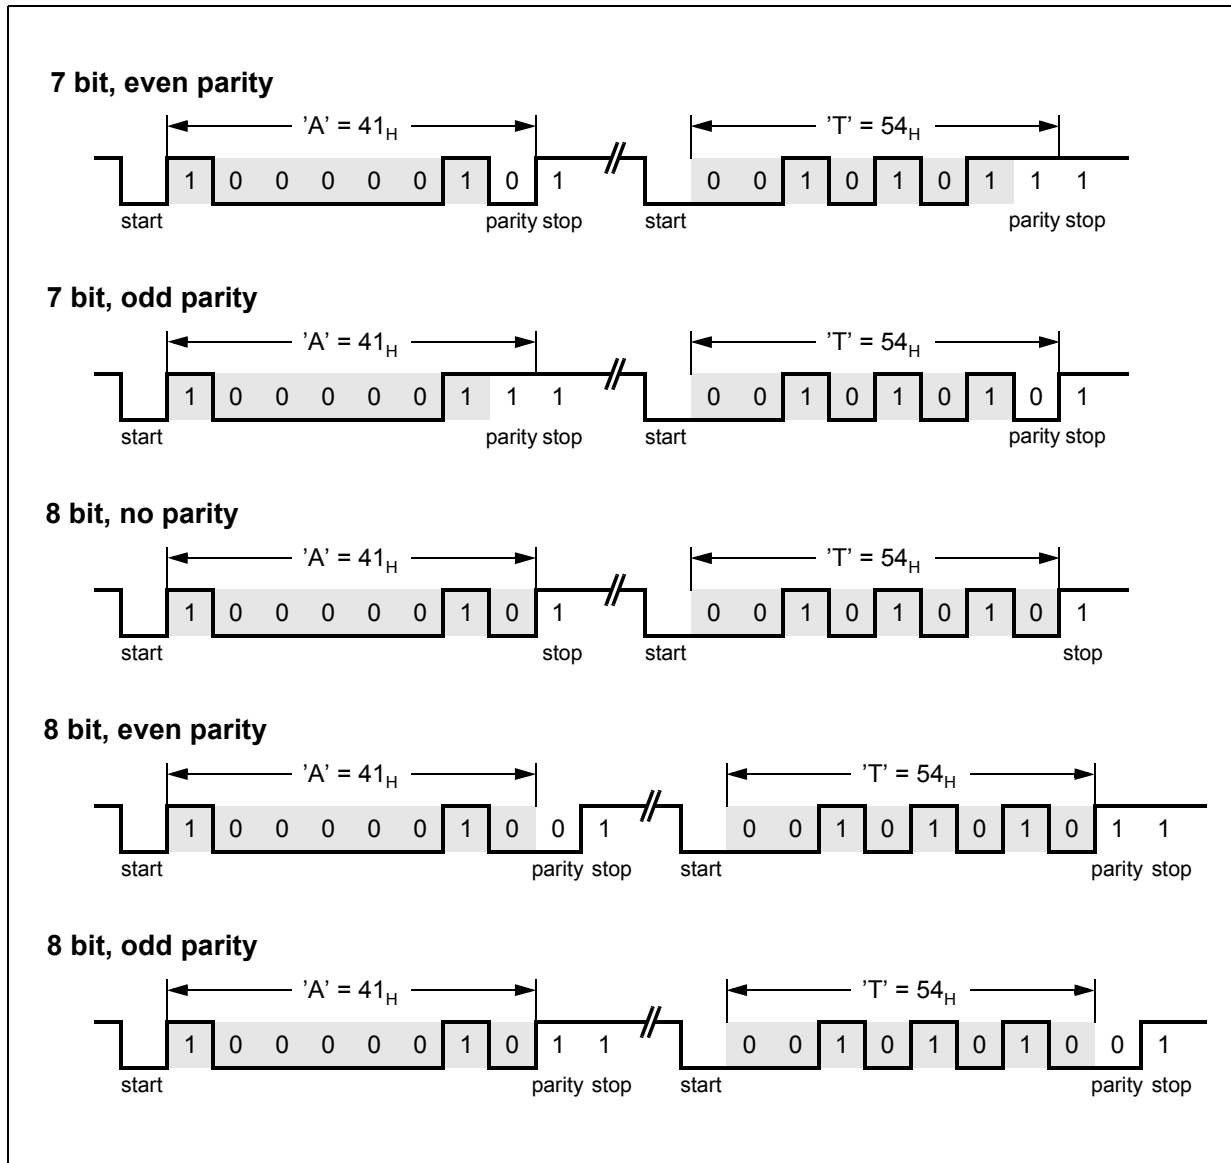 7 bit, even parity
’A’ = 41H ’T’ = 54H
1 0 0 0 0 0 1 0 1 0 0 1 0 1 0 1 1 1
start parity stop start parity stop
7 bit, odd parity
’A’ = 41H ’T’ = 54H
1 0 0 0 0 0 1 1 1 0 0 1 0 1 0 1 0 1
start parity stop start parity stop
8 bit, no parity
’A’ = 41H ’T’ = 54H
1 0 0 0 0 0 1 0 1 0 0 1 0 1 0 1 0 1
start stop start stop
8 bit, even parity
’A’ = 41H ’T’ = 54H
1 0 0 0 0 0 1 0 0 1 0 0 1 0 1 0 1 0 1 1
start parity stop start parity stop
8 bit, odd parity
’A’ = 41H ’T’ = 54H
1 0 0 0 0 0 1 0 1 1 0 0 1 0 1 0 1 0 0 1
start parity stop start parity stop